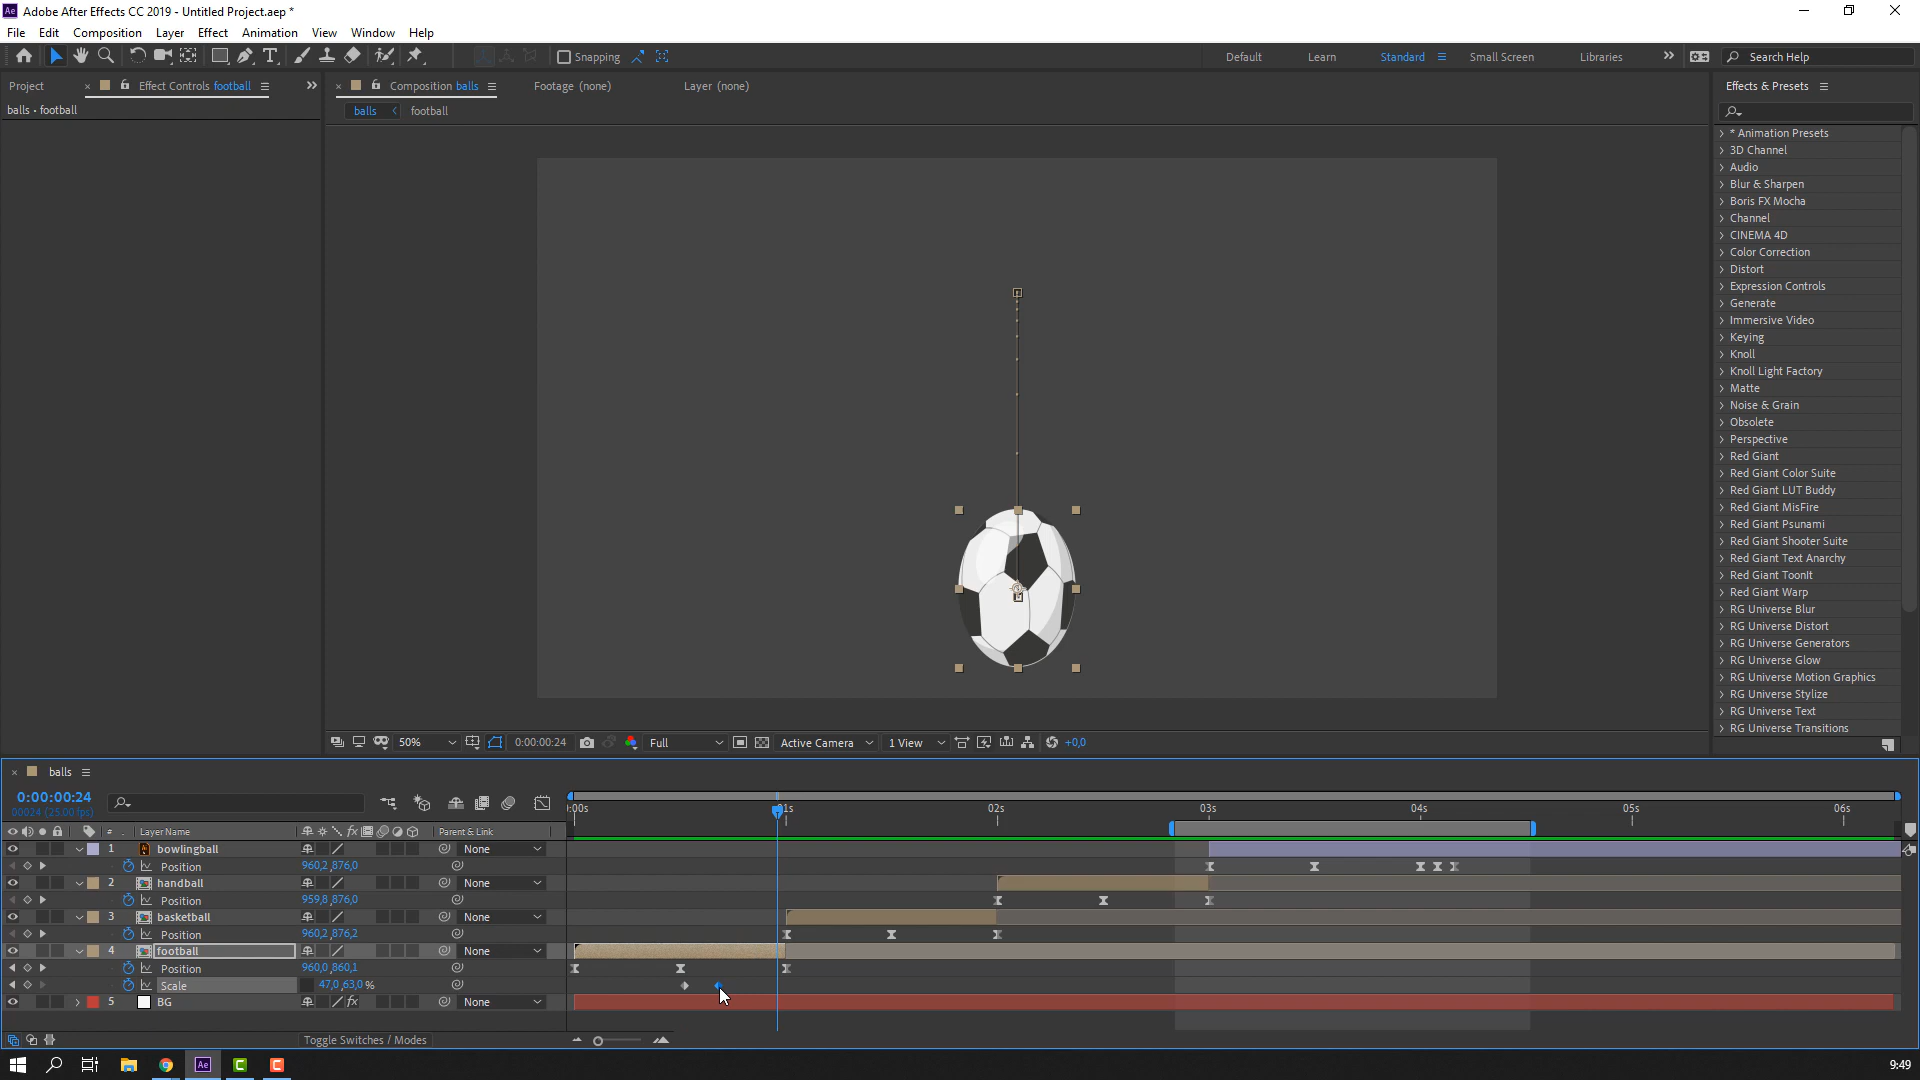 Adobe After Effects CC 2019 - Untitled Project.aep *
File Edit Composition Layer Effect Animation View Window Help
Snapping Default Learn Standard Small Screen Libraries Search Help
Project Effect Controls football Composition balls Footage (none) Layer (none) Effects & Presets
balls • football
balls football
* Animation Presets
3D Channel
Audio
Blur & Sharpen
Boris FX Mocha
Channel
CINEMA 4D
Color Correction
Distort
Expression Controls
Generate
Immersive Video
Keying
Knoll
Knoll Light Factory
Matte
Noise & Grain
Obsolete
Perspective
Red Giant
Red Giant Color Suite
Red Giant LUT Buddy
Red Giant MisFire
Red Giant Psunami
Red Giant Shooter Suite
Red Giant Text Anarchy
Red Giant ToonIt
Red Giant Warp
RG Universe Blur
RG Universe Distort
RG Universe Generators
RG Universe Glow
RG Universe Motion Graphics
RG Universe Stylize
RG Universe Text
RG Universe Transitions
50% 0:00:00:24 Full Active Camera 1 View +0,0
balls
0:00:00:24
00024 (25.00 fps)
:00s 01s 02s 03s 04s 05s 06s
# Layer Name Parent & Link
1 bowlingball None
Position 960,2 ,876,0
2 handball None
Position 959,8 ,876,0
3 basketball None
Position 960,2 ,876,2
4 football None
Position 960,0 ,860,1
Scale 47,0 ,63,0 %
5 BG None
Toggle Switches / Modes
9:49